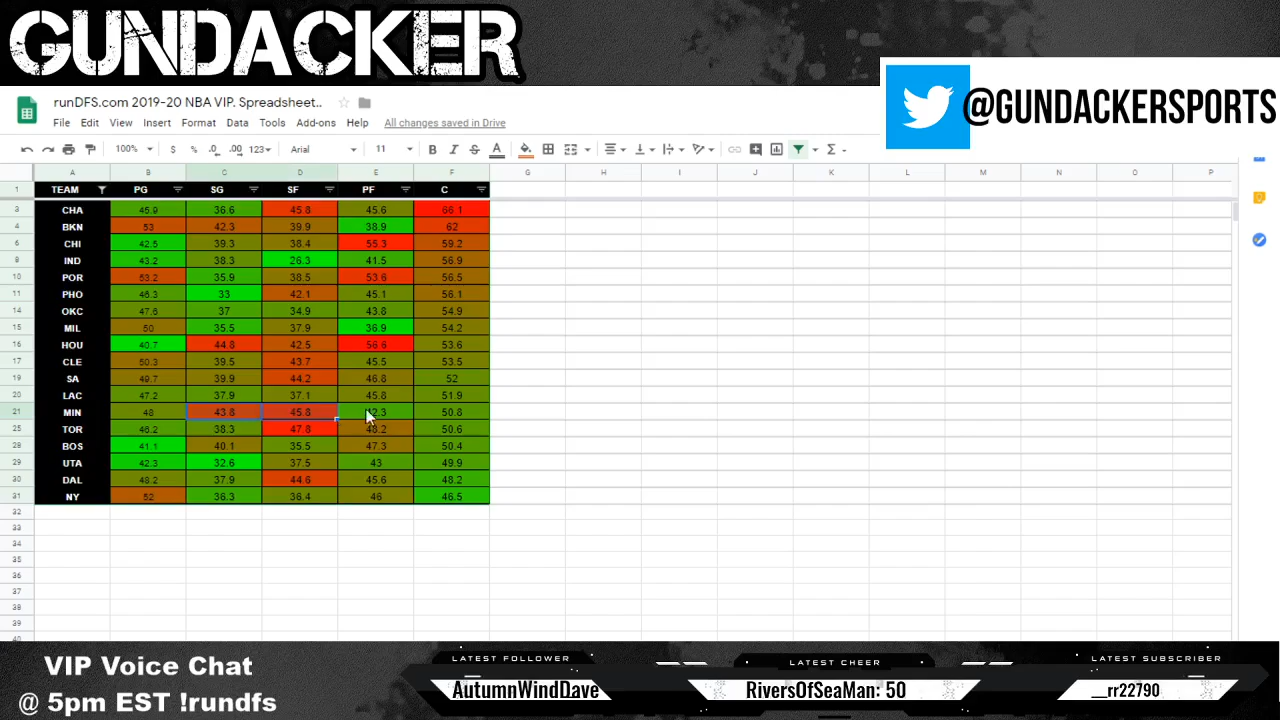 GUNDACKER
@GUNDACKERSPORTS
runDFS.com 2019-20 NBA VIP. Spreadsheet..
File Edit View Insert Format Data Tools Add-ons Help All changes saved in Drive
100% $ % .0 .00 123 Arial 11 B I S A
A B C D E F G H I J K L M N O P
1 TEAM PG SG SF PF C
3 CHA 45.9 36.6 45.8 45.6 66.1
4 BKN 53 42.3 39.9 38.9 62
6 CHI 42.5 39.3 38.4 55.3 59.2
9 IND 43.2 38.3 26.3 41.5 56.9
10 POR 53.2 35.9 38.5 53.6 56.5
11 PHO 46.3 33 42.1 45.1 56.1
14 OKC 47.6 37 34.9 43.8 54.9
15 MIL 50 35.5 37.9 36.9 54.2
16 HOU 40.7 44.8 42.5 56.6 53.6
17 CLE 50.3 39.5 43.7 45.5 53.5
19 SA 49.7 39.9 44.2 46.8 52
20 LAC 47.2 37.9 37.1 45.8 51.9
21 MIN 48 43.8 45.8 42.3 50.8
25 TOR 46.2 38.3 47.8 48.2 50.6
28 BOS 41.1 40.1 35.5 47.3 50.4
29 UTA 42.3 32.6 37.5 43 49.9
30 DAL 48.2 37.9 44.6 45.6 48.2
31 NY 52 36.3 36.4 46 46.5
32
33
34
35
36
37
38
39
40
VIP Voice Chat
@ 5pm EST !rundfs
LATEST FOLLOWER
AutumnWindDave
LATEST CHEER
RiversOfSeaMan: 50
LATEST SUBSCRIBER
__rr22790